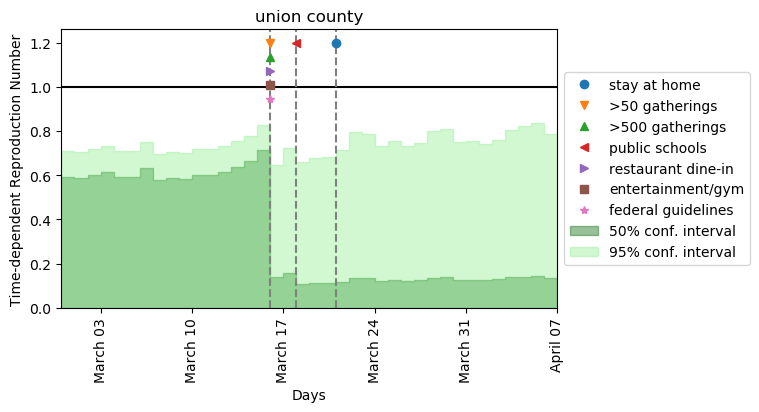 union county
Time-dependent Reproduction Number
1.2
1.0
0.8
0.6
0.4
0.2
0.0
March 03
March 10
March 17
March 24
March 31
April 07
Days
stay at home
>50 gatherings
>500 gatherings
public schools
restaurant dine-in
entertainment/gym
federal guidelines
50% conf. interval
95% conf. interval